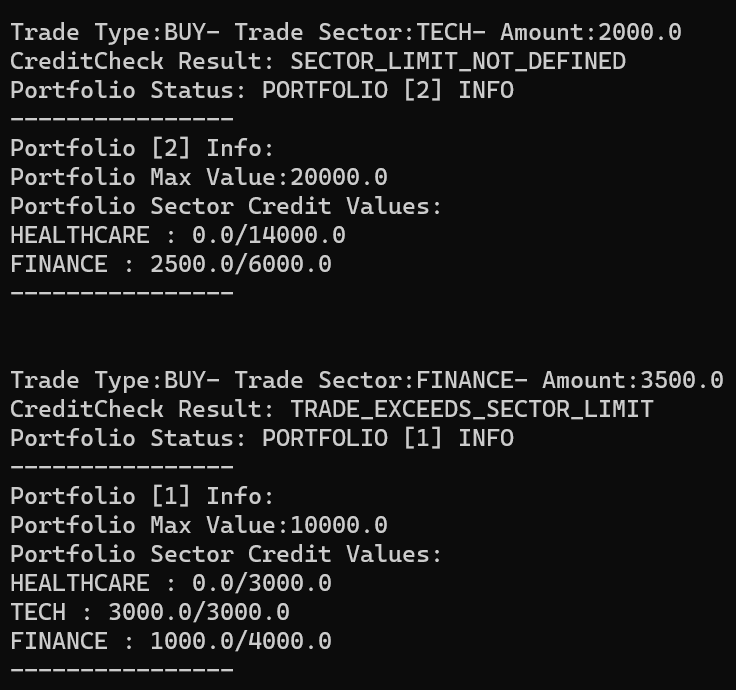 Trade Type:BUY- Trade Sector:TECH- Amount:2000.0
CreditCheck Result: SECTOR_LIMIT_NOT_DEFINED
Portfolio Status: PORTFOLIO [2] INFO
----------------
Portfolio [2] Info:
Portfolio Max Value:20000.0
Portfolio Sector Credit Values:
HEALTHCARE : 0.0/14000.0
FINANCE : 2500.0/6000.0
----------------
Trade Type:BUY- Trade Sector:FINANCE- Amount:3500.0
CreditCheck Result: TRADE_EXCEEDS_SECTOR_LIMIT
Portfolio Status: PORTFOLIO [1] INFO
----------------
Portfolio [1] Info:
Portfolio Max Value:10000.0
Portfolio Sector Credit Values:
HEALTHCARE : 0.0/3000.0
TECH : 3000.0/3000.0
FINANCE : 1000.0/4000.0
----------------